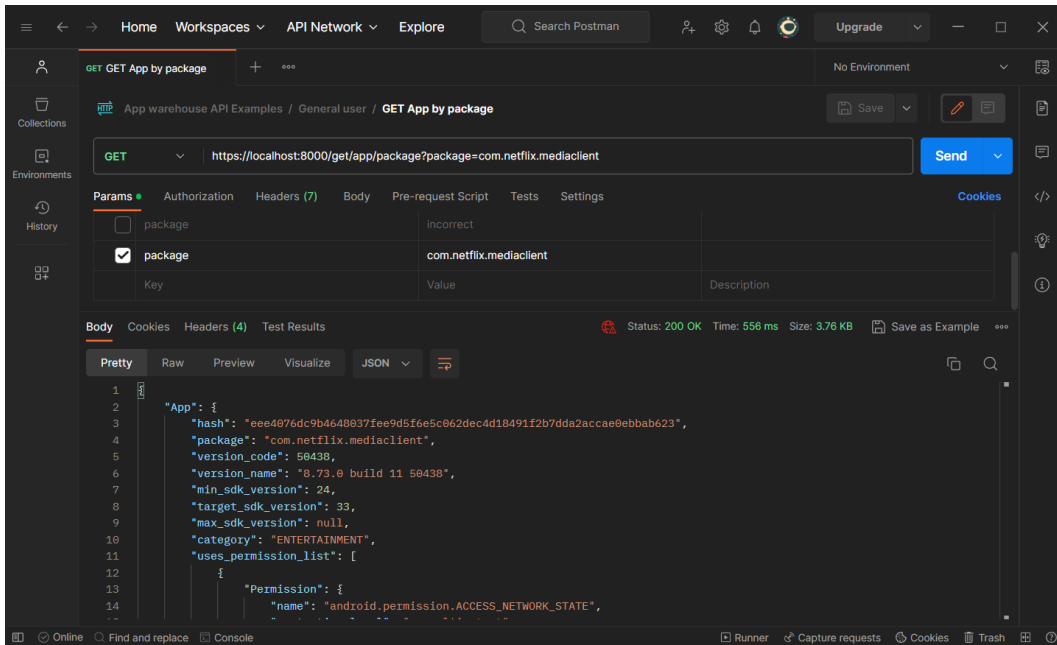 Home Workspaces API Network Explore Search Postman Upgrade
GET GET App by package No Environment
HTTP App warehouse API Examples / General user / GET App by package Save
Collections
GET https://localhost:8000/get/app/package?package=com.netflix.mediaclient Send
Environments
Params Authorization Headers (7) Body Pre-request Script Tests Settings Cookies
History
package incorrect
package com.netflix.mediaclient
Key Value Description
Body Cookies Headers (4) Test Results Status: 200 OK Time: 556 ms Size: 3.76 KB Save as Example
Pretty Raw Preview Visualize JSON
1 {
2 "App": {
3 "hash": "eee4076dc9b4648037fee9d5f6e5c062dec4d18491f2b7dda2accae0ebbab623",
4 "package": "com.netflix.mediaclient",
5 "version_code": 50438,
6 "version_name": "8.73.0 build 11 50438",
7 "min_sdk_version": 24,
8 "target_sdk_version": 33,
9 "max_sdk_version": null,
10 "category": "ENTERTAINMENT",
11 "uses_permission_list": [
12 {
13 "Permission": {
14 "name": "android.permission.ACCESS_NETWORK_STATE",
Online Find and replace Console Runner Capture requests Cookies Trash